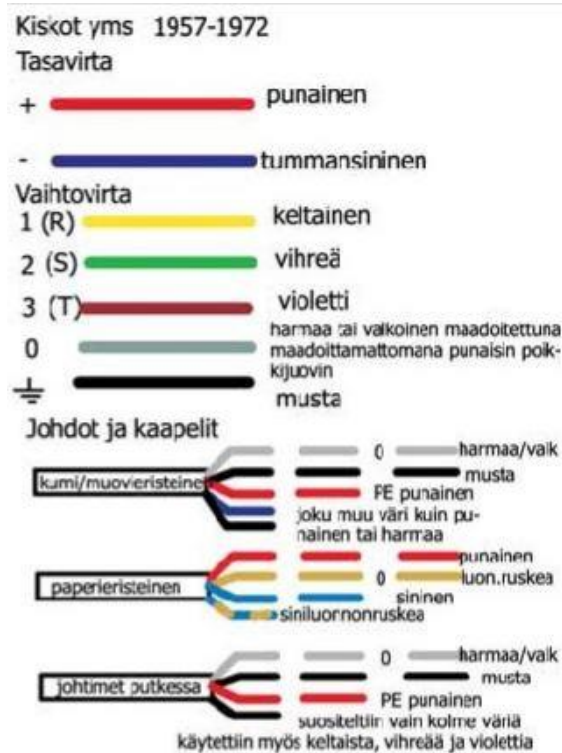 Kiskot yms 1957-1972
Tasavirta
+ punainen
- tummansininen
Vaihtovirta
1 (R) keltainen
2 (S) vihreä
3 (T) violetti
0 harmaa tai valkoinen maadoitettuna
maadoittamattomana punaisin poik-
kijuovin
musta
Johdot ja kaapelit
kumi/muovieristeinen
0 harmaa/valk
musta
PE punainen
joku muu väri kuin pu-
nainen tai harmaa
paperieristeinen
punainen
0 luon.ruskea
sininen
siniluonnonruskea
johtimet putkessa
0 harmaa/valk
musta
PE punainen
suositeltiin vain kolme väriä
käytettiin myös keltaista, vihreää ja violettia